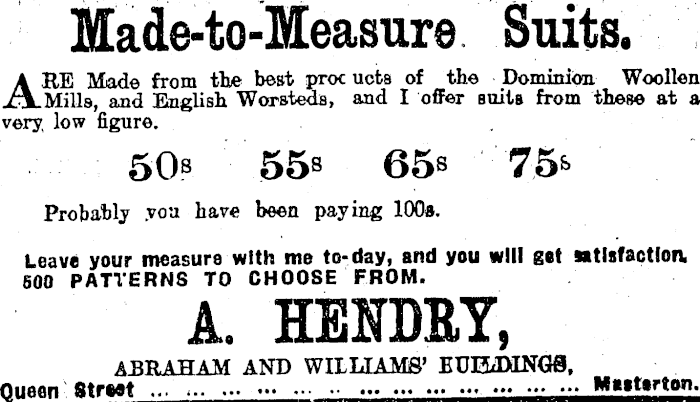 Made-to-Measure Suits.
ARE Made from the best products of the Dominion Woollen
Mills, and English Worsteds, and I offer suits from these at a
very low figure.
50s 55s 65s 75s
Probably you have been paying 100s.
Leave your measure with me to-day, and you will get satisfaction.
500 PATTERNS TO CHOOSE FROM.
A. HENDRY,
ABRAHAM AND WILLIAMS' BUILDINGS,
Queen Street ... ... ... ... ... .. ... ... ... ... ... ... ... Masterton.